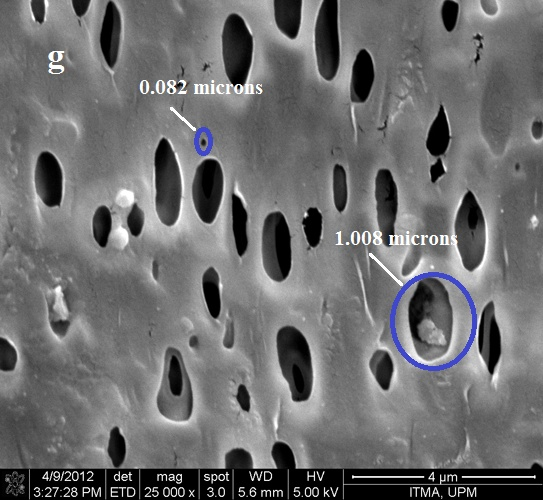 g
0.082 microns
1.008 microns
4/9/2012 det mag spot WD HV 4 µm
3:27:28 PM ETD 25 000 x 3.0 5.6 mm 5.00 kV ITMA, UPM